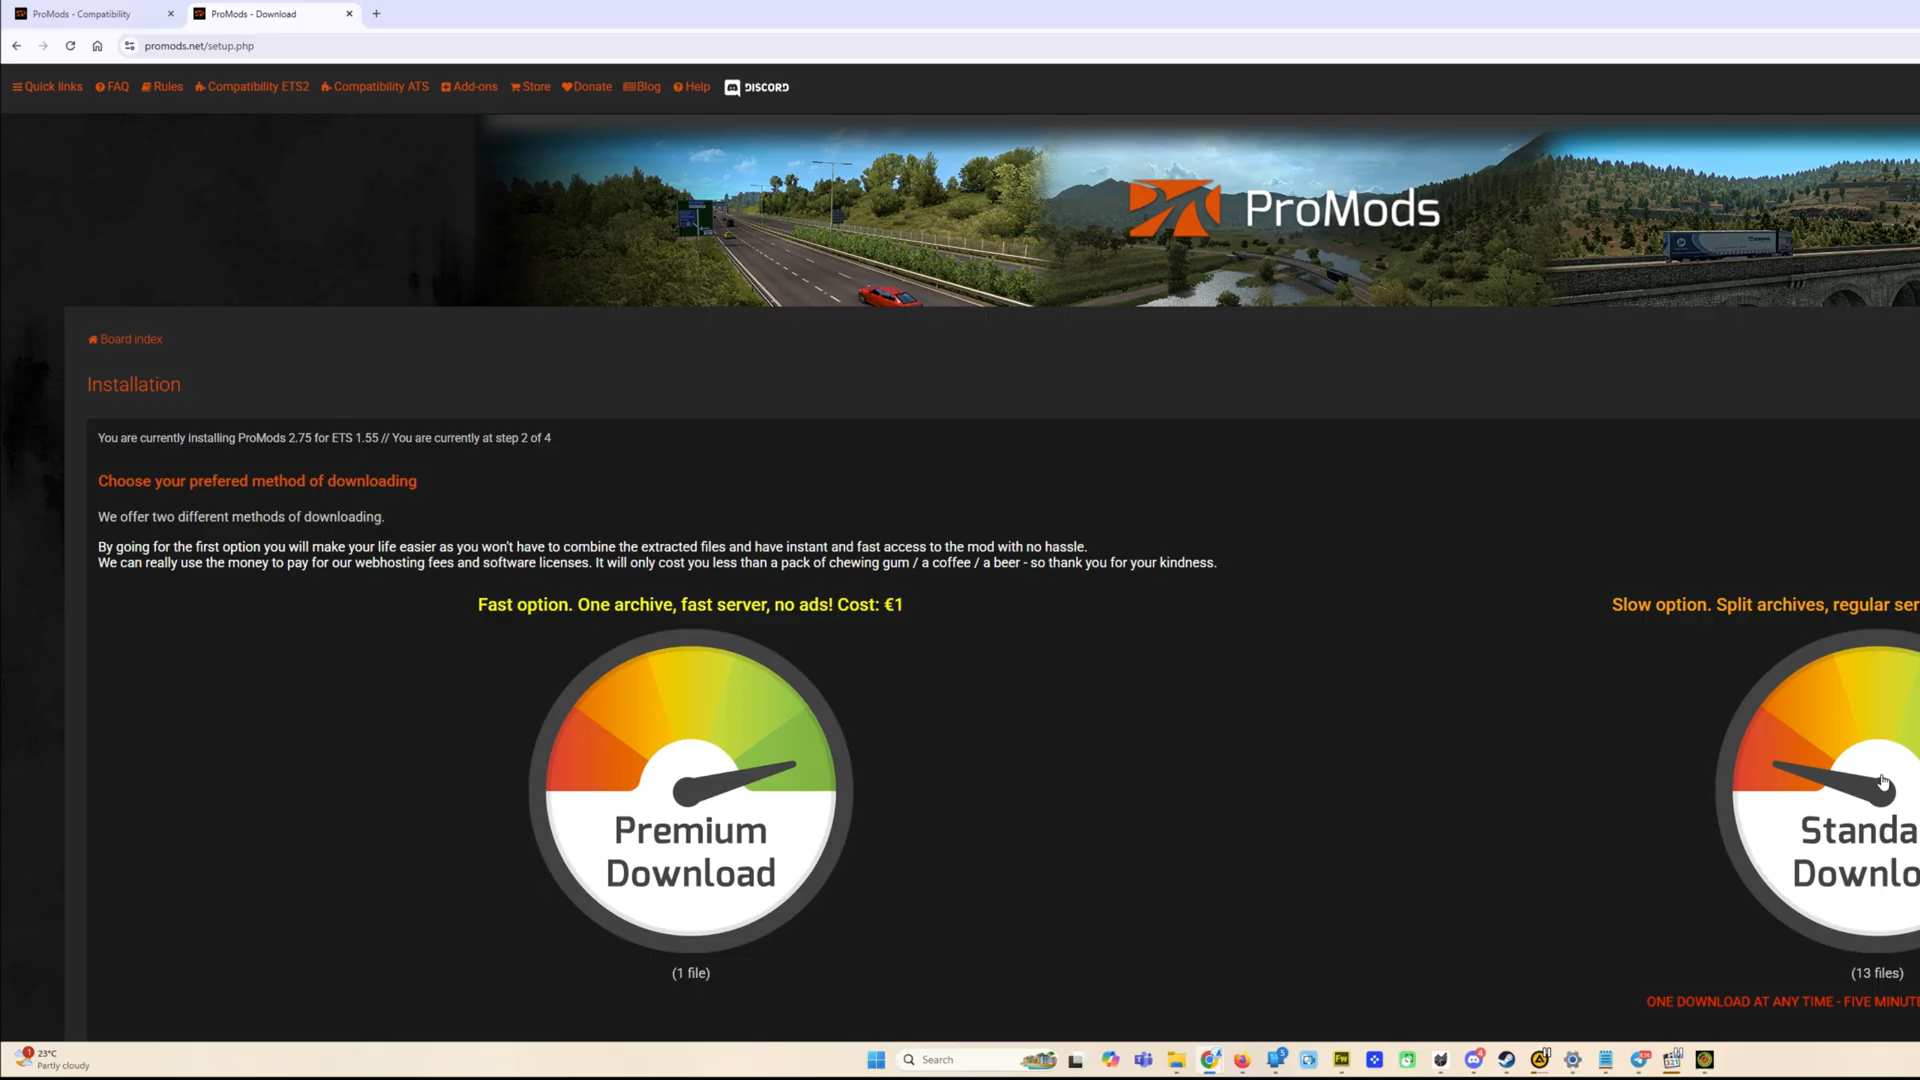 ProMods - Compatibility
ProMods - Download
promods.net/setup.php
Quick links FAQ Rules Compatibility ETS2 Compatibility ATS Add-ons Store Donate Blog Help DISCORD
ProMods
Board index
Installation
You are currently installing ProMods 2.75 for ETS 1.55 // You are currently at step 2 of 4
Choose your prefered method of downloading
We offer two different methods of downloading.
By going for the first option you will make your life easier as you won't have to combine the extracted files and have instant and fast access to the mod with no hassle.
We can really use the money to pay for our webhosting fees and software licenses. It will only cost you less than a pack of chewing gum / a coffee / a beer - so thank you for your kindness.
Fast option. One archive, fast server, no ads! Cost: €1
Slow option. Split archives, regular ser
Premium
Download
Standa
Downlo
(1 file)
(13 files)
ONE DOWNLOAD AT ANY TIME - FIVE MINUTE
23°C
Partly cloudy
Search